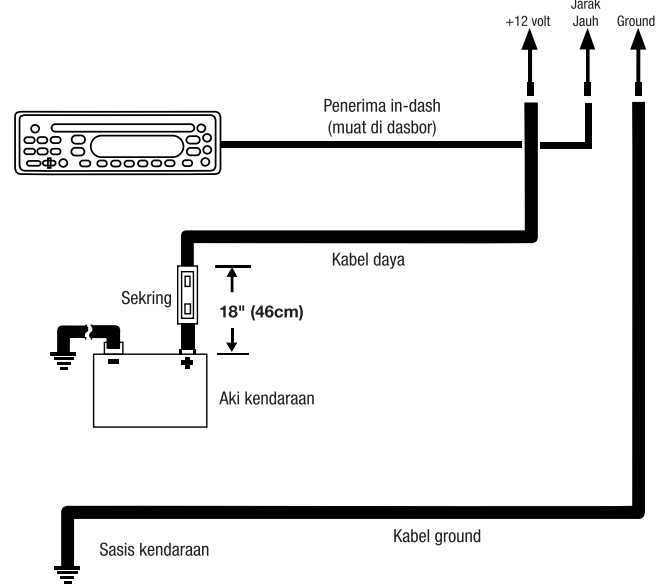 +12 volt
Jarak
Jauh
Ground
Penerima in-dash
(muat di dasbor)
Kabel daya
Sekring
18" (46cm)
Aki kendaraan
Kabel ground
Sasis kendaraan